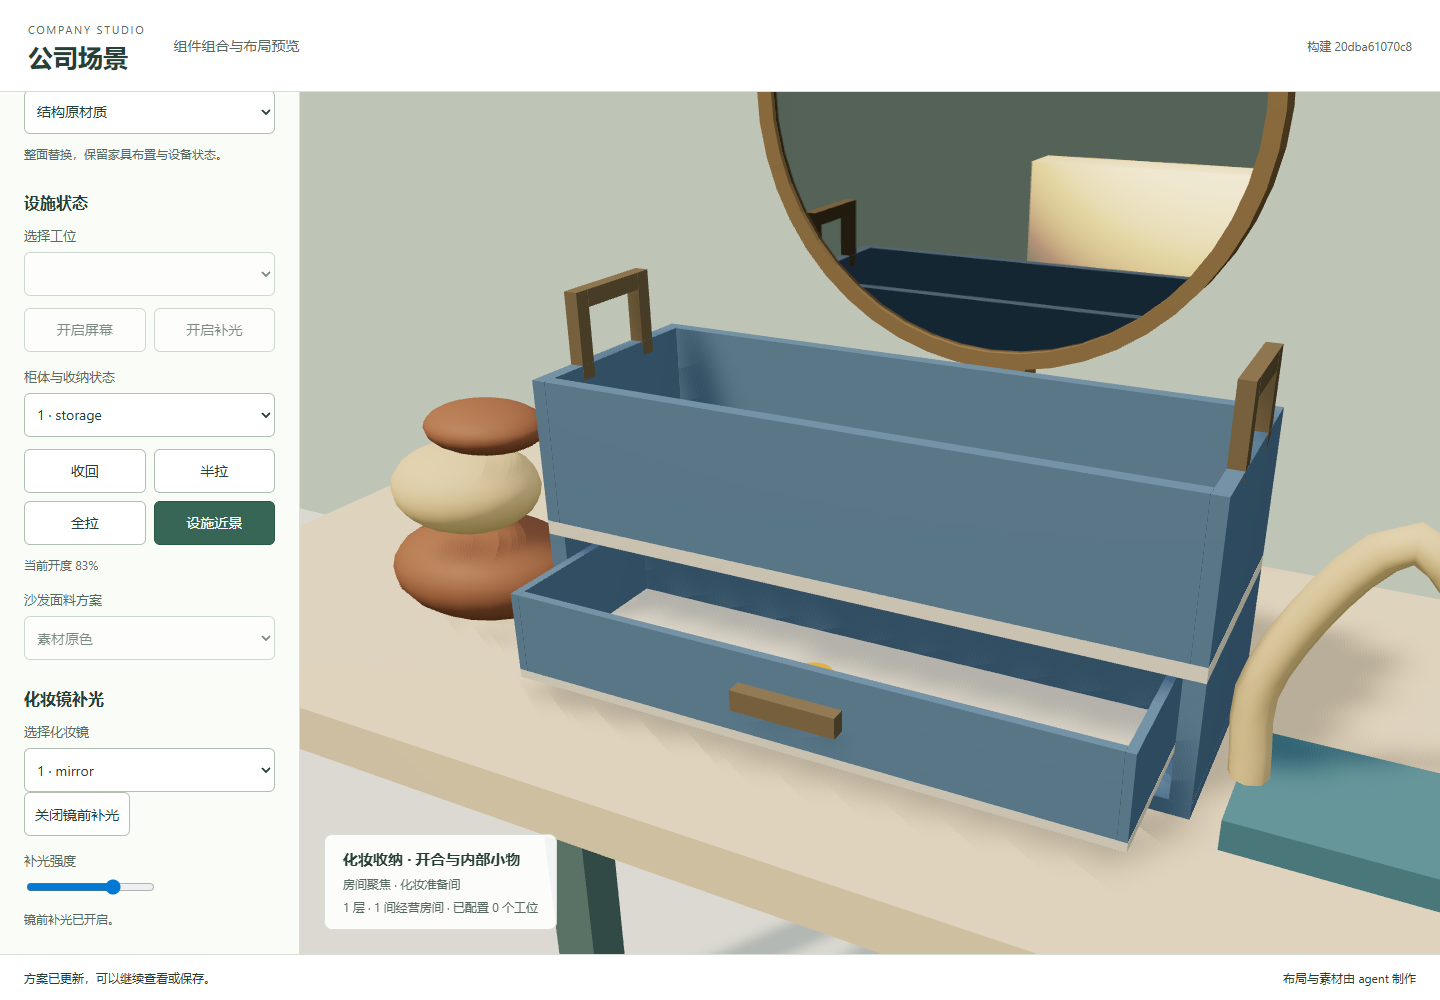 COMPANY STUDIO
公司场景
组件组合与布局预览
构建 20dba61070c8
结构原材质
整面替换，保留家具布置与设备状态。
设施状态
选择工位
开启屏幕
开启补光
柜体与收纳状态
1 · storage
收回
半拉
全拉
设施近景
当前开度 83%
沙发面料方案
素材原色
化妆镜补光
选择化妆镜
1 · mirror
关闭镜前补光
补光强度
镜前补光已开启。
化妆收纳 · 开合与内部小物
房间聚焦 · 化妆准备间
1 层 · 1 间经营房间 · 已配置 0 个工位
方案已更新，可以继续查看或保存。
布局与素材由 agent 制作